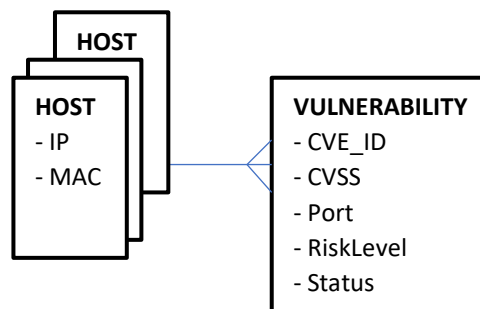 HOST
HOST
- IP
- MAC
VULNERABILITY
- CVE_ID
- CVSS
- Port
- RiskLevel
- Status